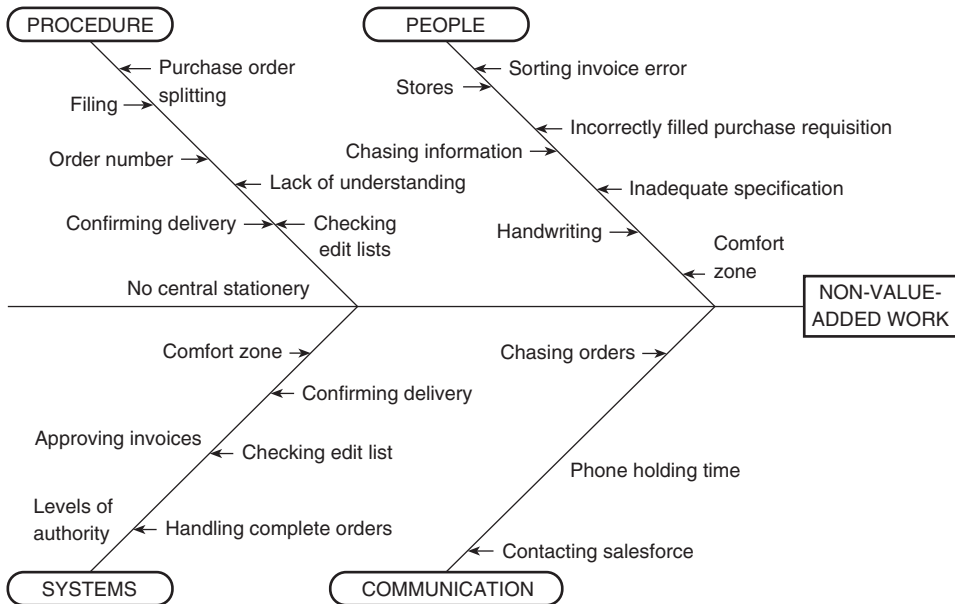 PROCEDURE
PEOPLE
Purchase order
splitting
Filing
Order number
Lack of understanding
Confirming delivery
Checking
edit lists
No central stationery
Sorting invoice error
Stores
Incorrectly filled purchase requisition
Chasing information
Inadequate specification
Handwriting
Comfort
zone
NON-VALUE-
ADDED WORK
Comfort zone
Confirming delivery
Approving invoices
Checking edit list
Levels of
authority
Handling complete orders
SYSTEMS
Chasing orders
Phone holding time
Contacting salesforce
COMMUNICATION